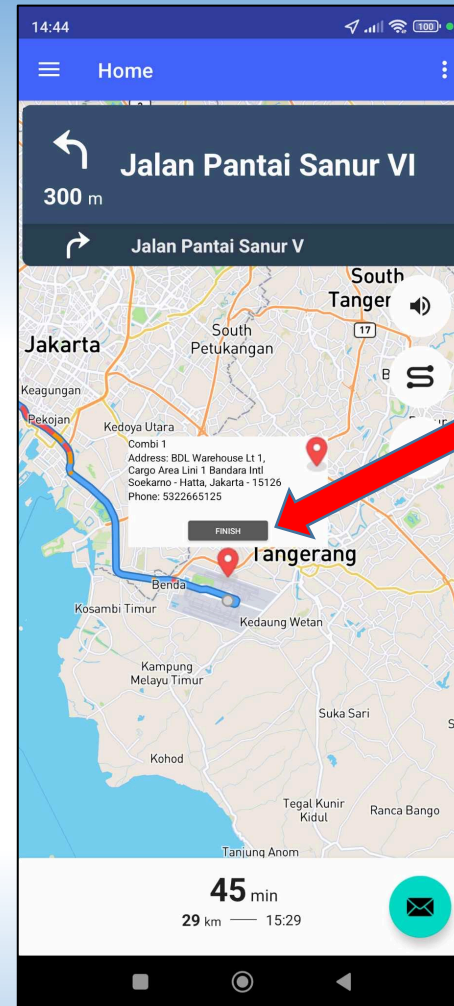 14:44
100
Home
Jalan Pantai Sanur VI
300 m
Jalan Pantai Sanur V
South
Tanger
17
South
Petukangan
Jakarta
B
Keagungan
Pekojan
Kedoya Utara
Combi 1
Address: BDL Warehouse Lt 1,
Cargo Area Lini 1 Bandara Intl
Soekarno - Hatta, Jakarta - 15126
Phone: 5322665125
FINISH
Tangerang
Benda
Kosambi Timur
Kedaung Wetan
Kampung
Melayu Timur
Suka Sari
S
Kohod
Tegal Kunir
Kidul
Ranca Bango
Tanjung Anom
45 min
29 km — 15:29